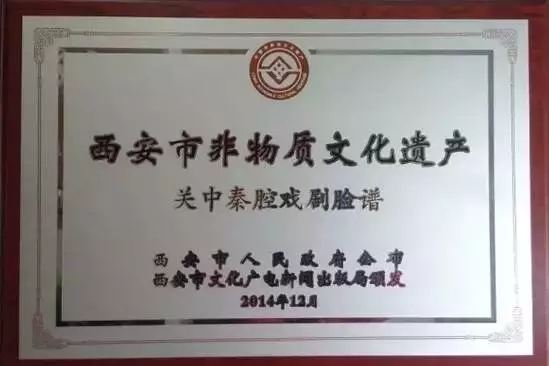 西安市非物质文化遗产
关中秦腔戏剧脸谱
西安市人民政府公布
西安市文化广电新闻出版局颁发
2014年12月